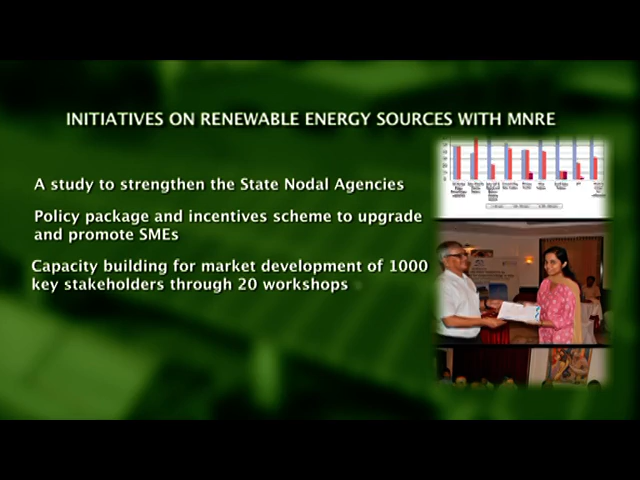 INITIATIVES ON RENEWABLE ENERGY SOURCES WITH MNRE
A study to strengthen the State Nodal Agencies
Policy package and incentives scheme to upgrade
and promote SMEs
Capacity building for market development of 1000
key stakeholders through 20 workshops